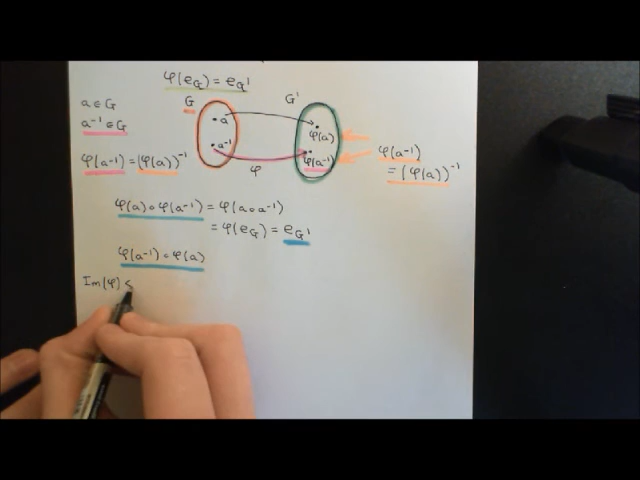 φ(e_G) = e_G'
a ∈ G
a⁻¹ ∈ G
φ(a⁻¹) = (φ(a))⁻¹
G
G'
a
a⁻¹
φ
φ(a)
φ(a⁻¹)
φ(a⁻¹)
= (φ(a))⁻¹
φ(a) ∘ φ(a⁻¹) = φ(a ∘ a⁻¹)
= φ(e_G) = e_G'
φ(a⁻¹) ∘ φ(a)
Im(φ) <